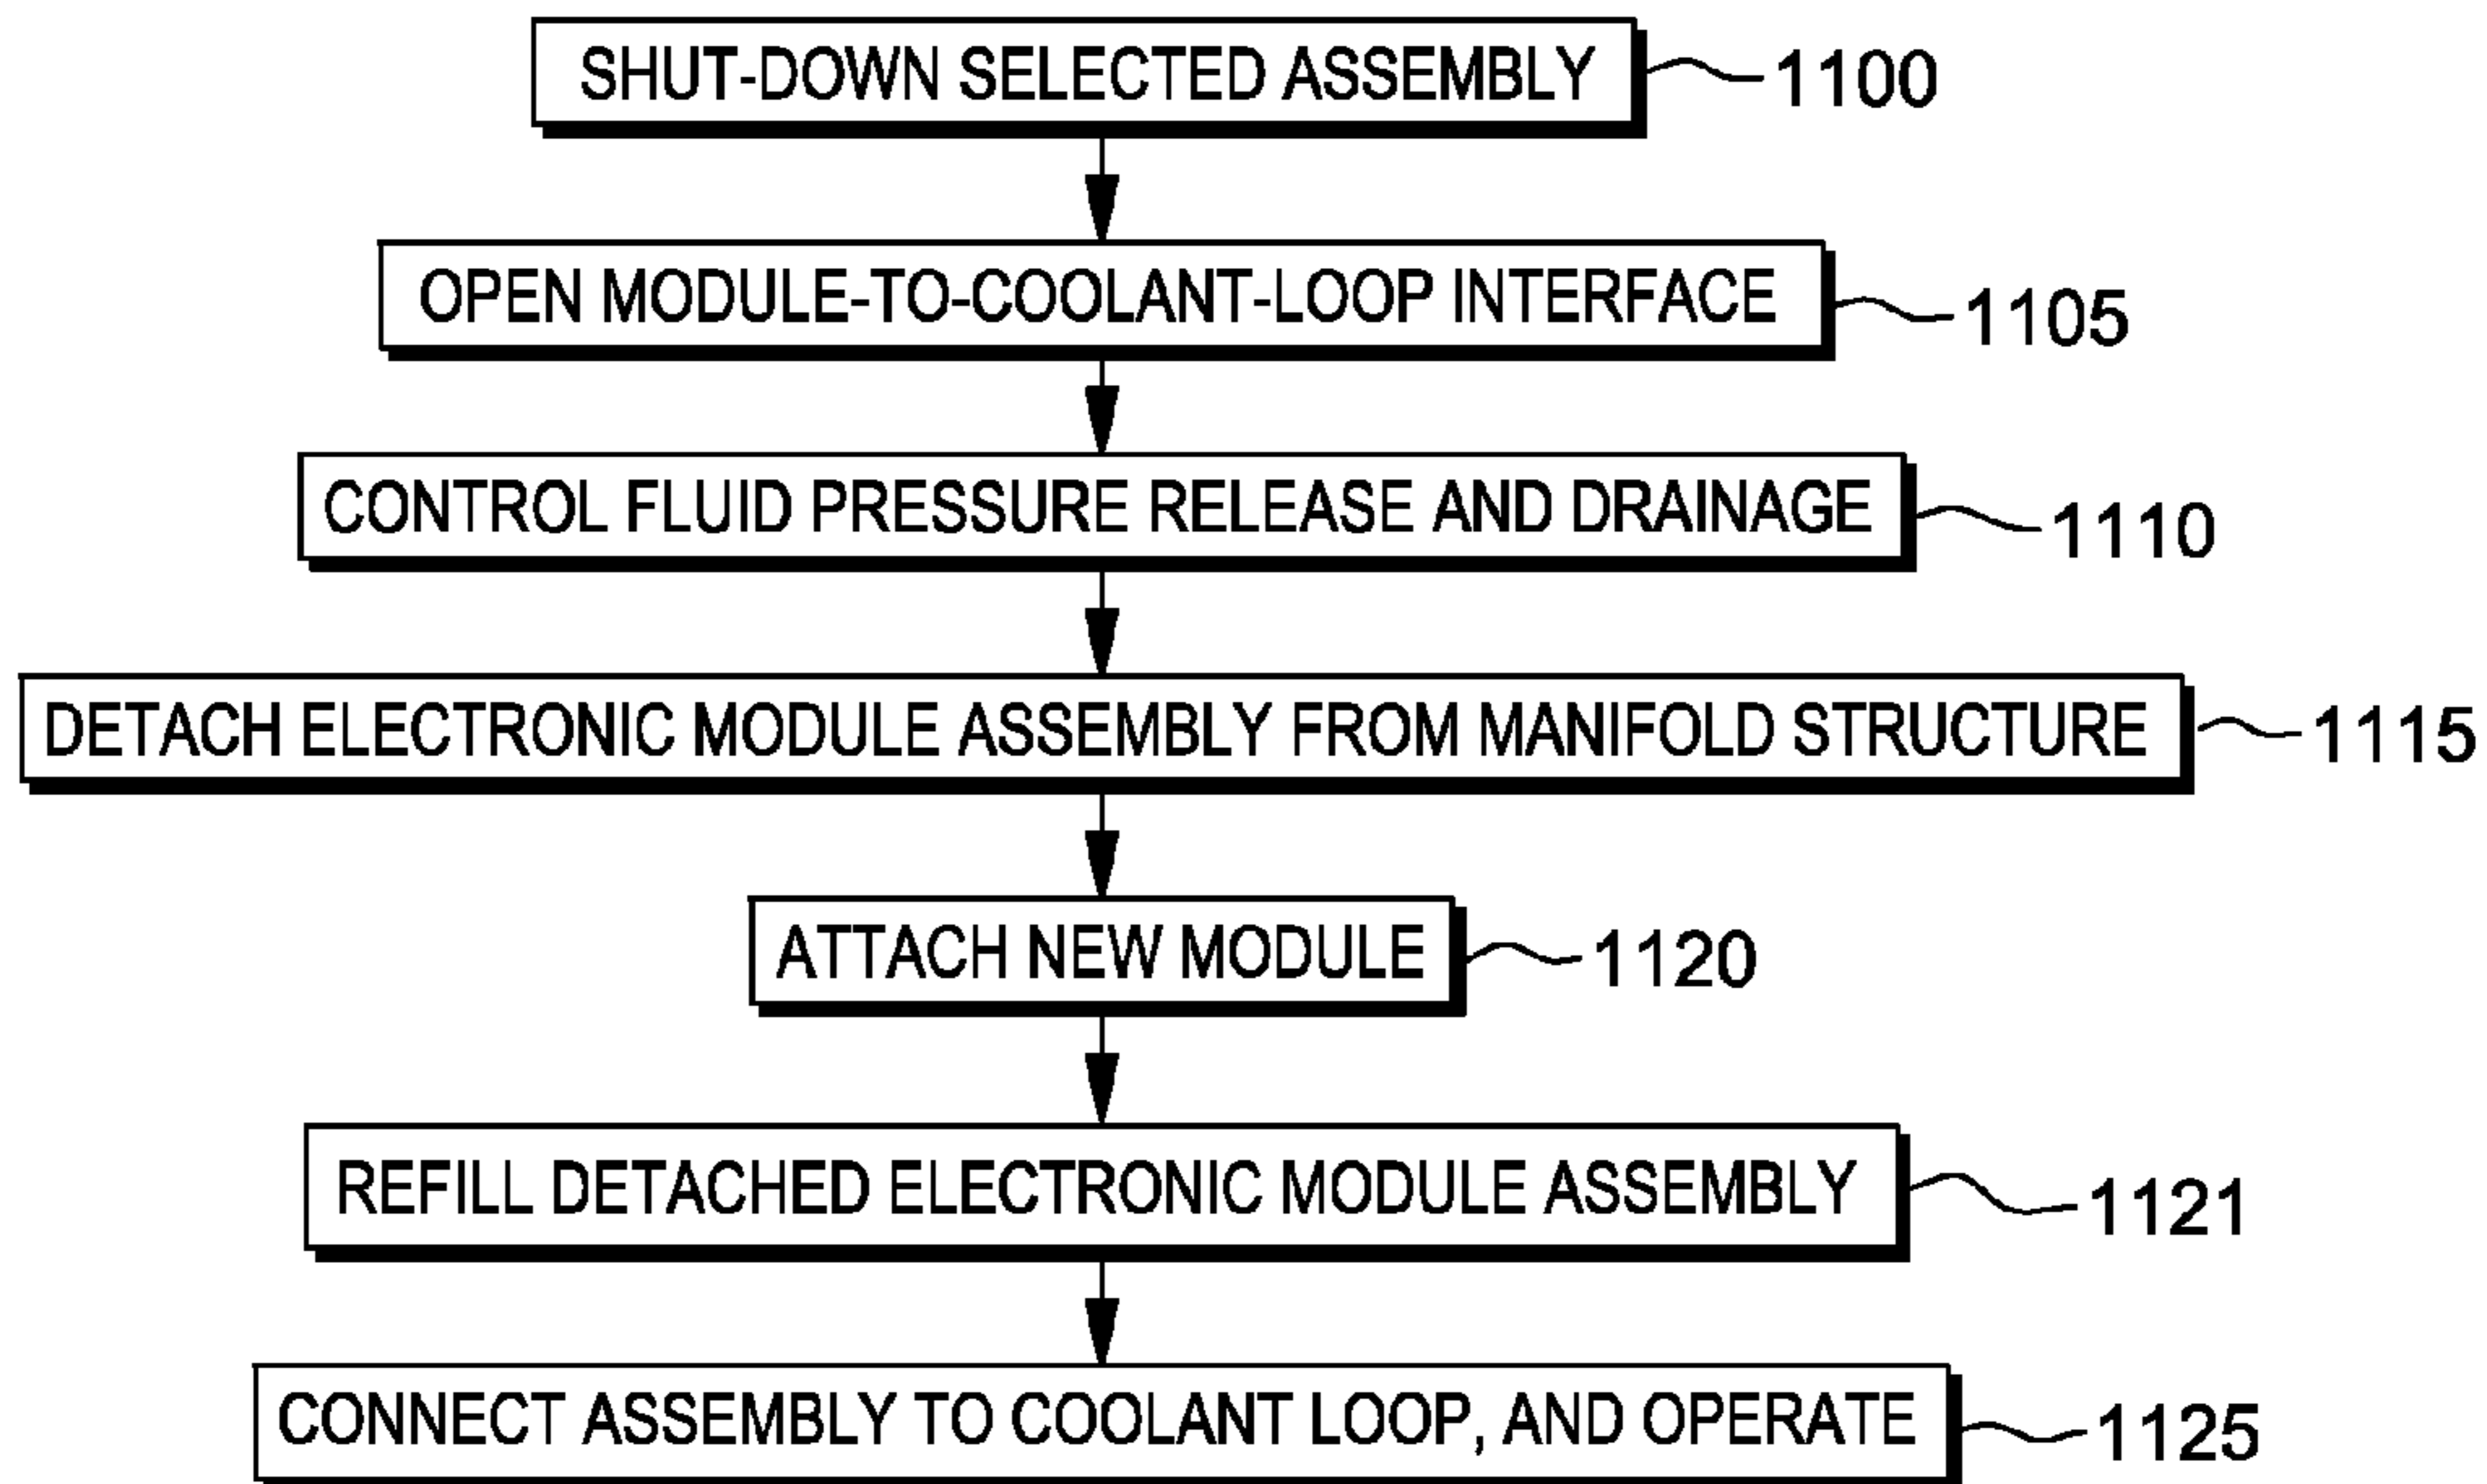 SHUT-DOWN SELECTED ASSEMBLY 1100
OPEN MODULE-TO-COOLANT-LOOP INTERFACE 1105
CONTROL FLUID PRESSURE RELEASE AND DRAINAGE 1110
DETACH ELECTRONIC MODULE ASSEMBLY FROM MANIFOLD STRUCTURE 1115
ATTACH NEW MODULE 1120
REFILL DETACHED ELECTRONIC MODULE ASSEMBLY 1121
CONNECT ASSEMBLY TO COOLANT LOOP, AND OPERATE 1125